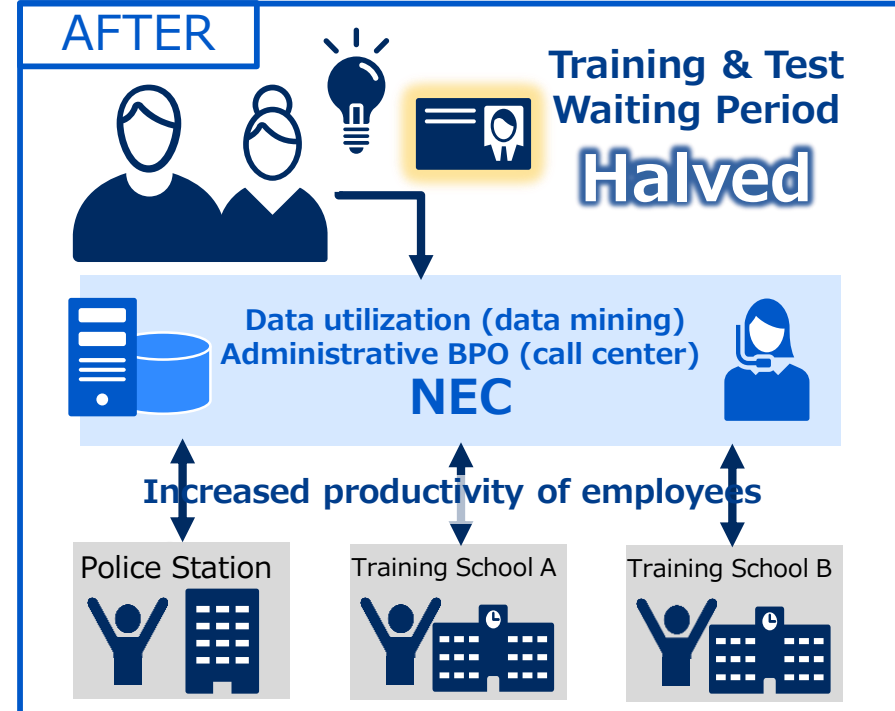 AFTER
Training & Test
Waiting Period
Halved
Data utilization (data mining)
Administrative BPO (call center)
NEC
Increased productivity of employees
Police Station
Training School A
Training School B